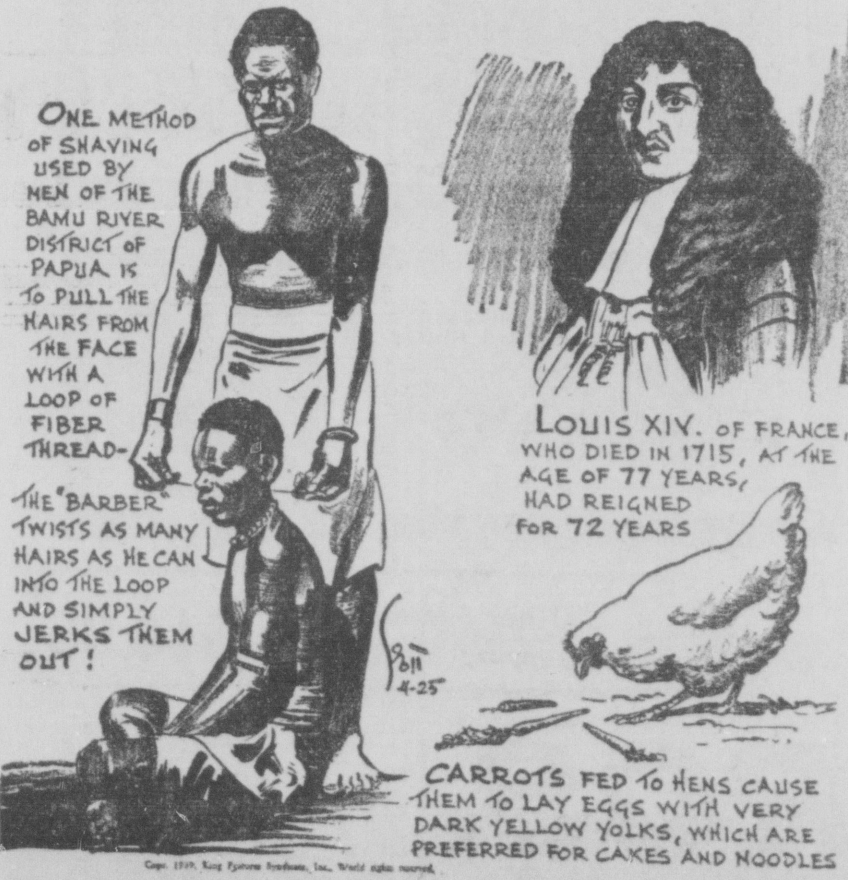 ONE METHOD
OF SHAVING
USED BY
MEN OF THE
BAMU RIVER
DISTRICT OF
PAPUA IS
TO PULL THE
HAIRS FROM
THE FACE
WITH A
LOOP OF
FIBER
THREAD-
THE "BARBER"
TWISTS AS MANY
HAIRS AS HE CAN
INTO THE LOOP
AND SIMPLY
JERKS THEM
OUT!
4-25
LOUIS XIV. OF FRANCE,
WHO DIED IN 1715, AT THE
AGE OF 77 YEARS,
HAD REIGNED
FOR 72 YEARS
CARROTS FED TO HENS CAUSE
THEM TO LAY EGGS WITH VERY
DARK YELLOW YOLKS, WHICH ARE
PREFERRED FOR CAKES AND NOODLES
Copr. 1939, King Features Syndicate, Inc., World rights reserved.